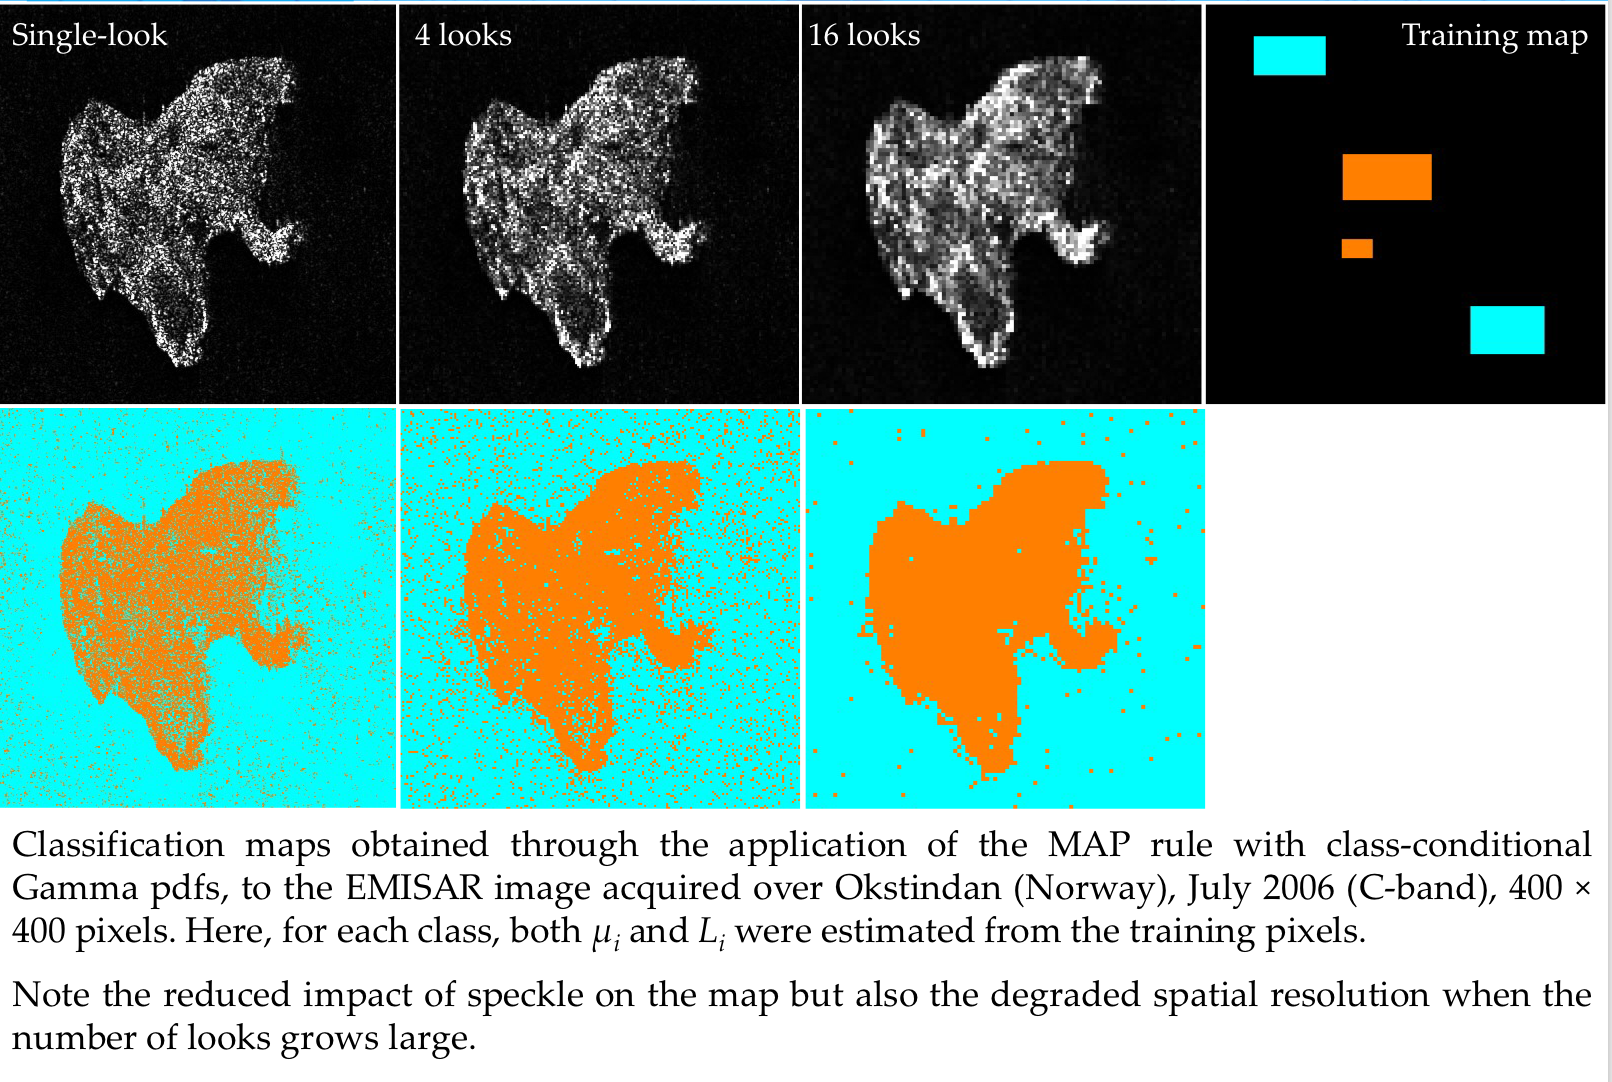 Single-look
4 looks
16 looks
Training map
Classification maps obtained through the application of the MAP rule with class-conditional
Gamma pdfs, to the EMISAR image acquired over Okstindan (Norway), July 2006 (C-band), 400 ×
400 pixels. Here, for each class, both μi and Li were estimated from the training pixels.
Note the reduced impact of speckle on the map but also the degraded spatial resolution when the
number of looks grows large.